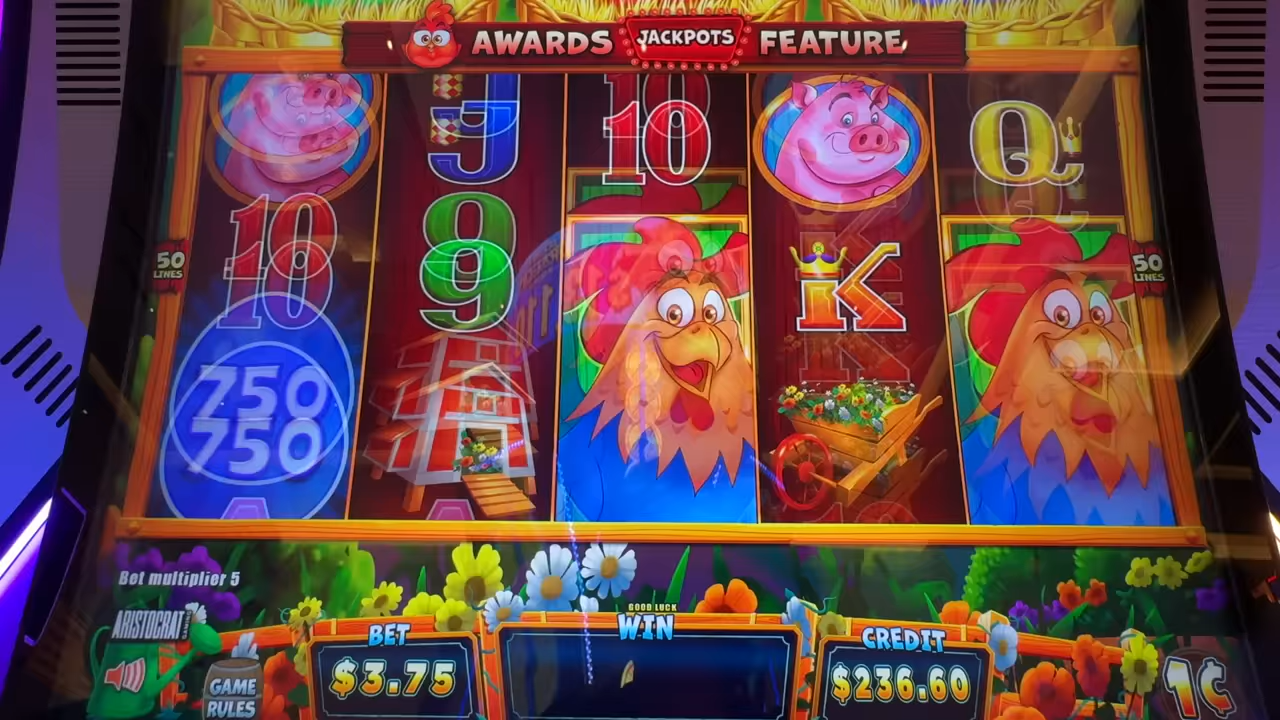 AWARDS JACKPOTS FEATURE
J 10 Q
10 9 K
50 LINES
50 LINES
750
750
Bet multiplier 5
ARISTOCRAT GAMING
GOOD LUCK
BET WIN CREDIT
$3.75 $236.60
GAME RULES
1¢